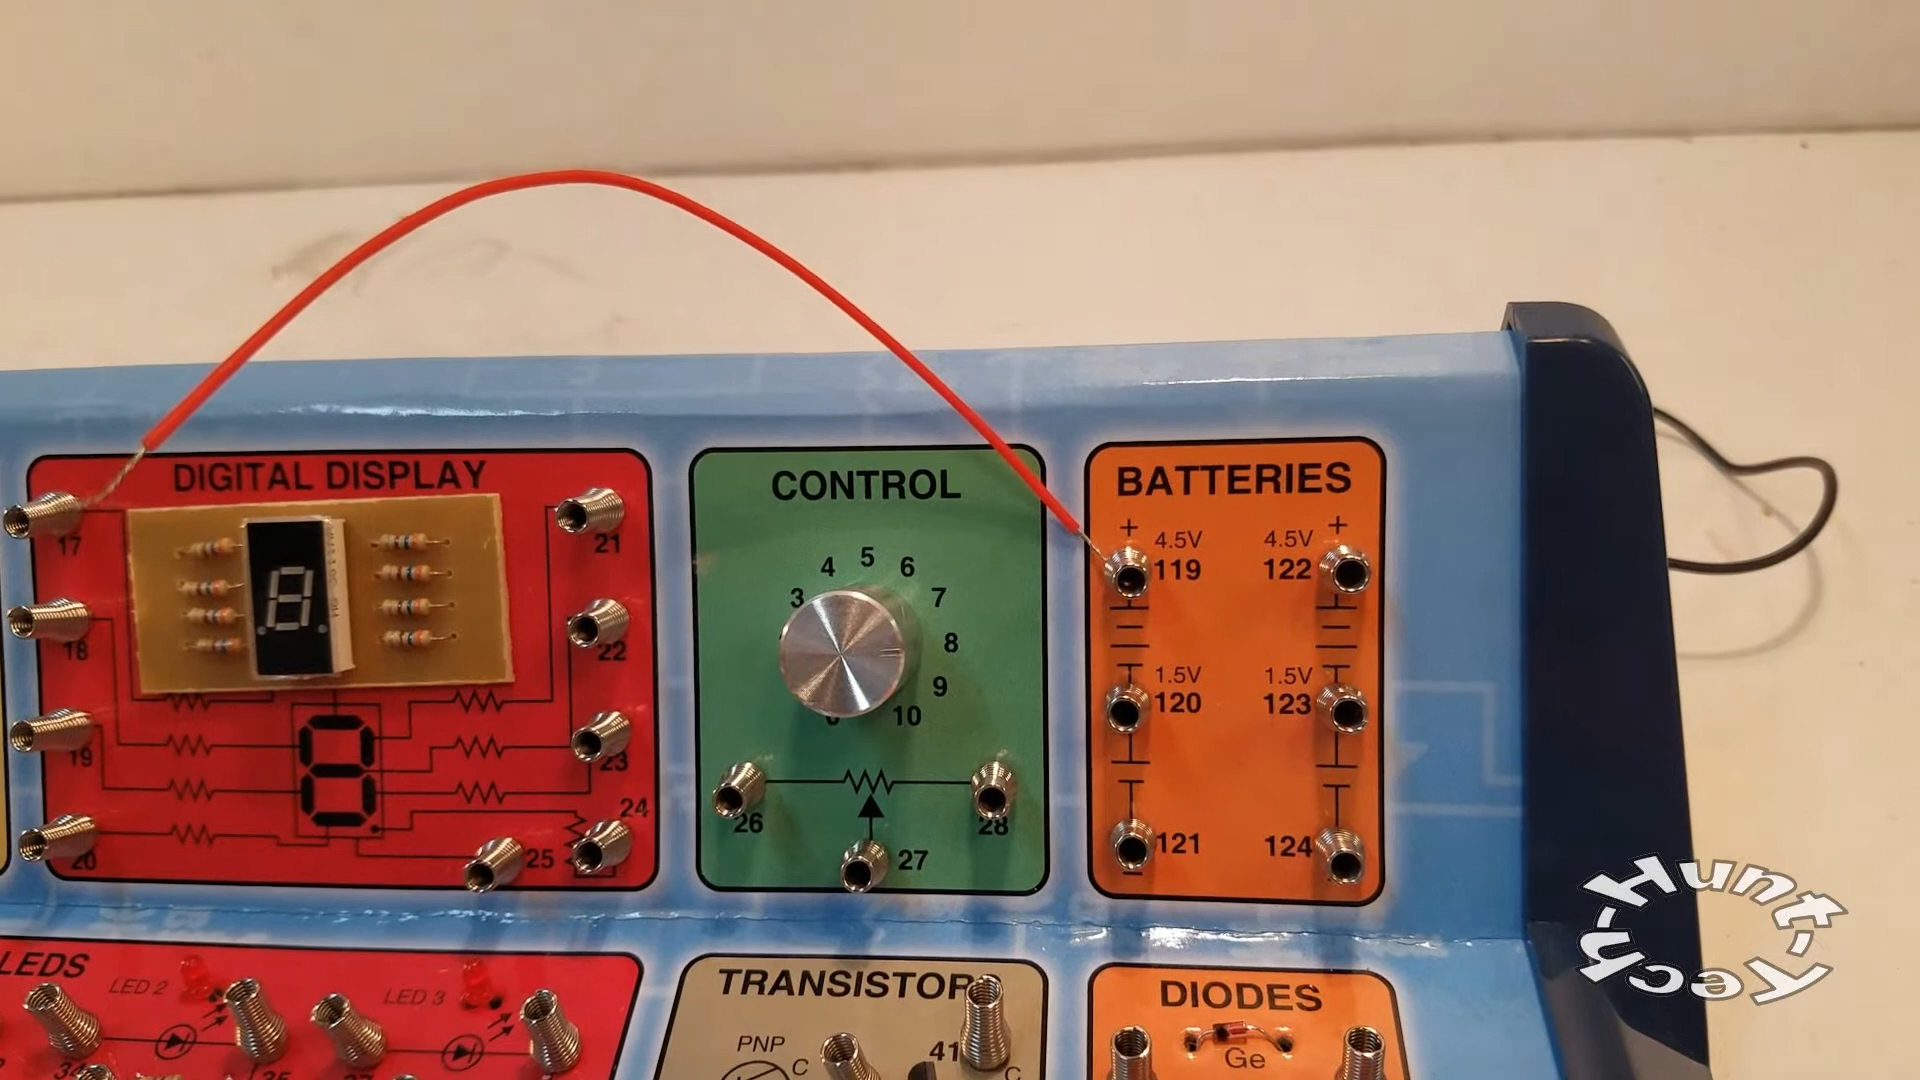 DIGITAL DISPLAY
17
18
19
20
21
22
23
24
25
CONTROL
3
4
5
6
7
8
9
10
26
27
28
BATTERIES
+
+
4.5V
119
4.5V
122
1.5V
120
1.5V
123
121
124
LEDS
LED 2
LED 3
TRANSISTOR
PNP
C
41
C
DIODES
Ge
Hunt-Tech-